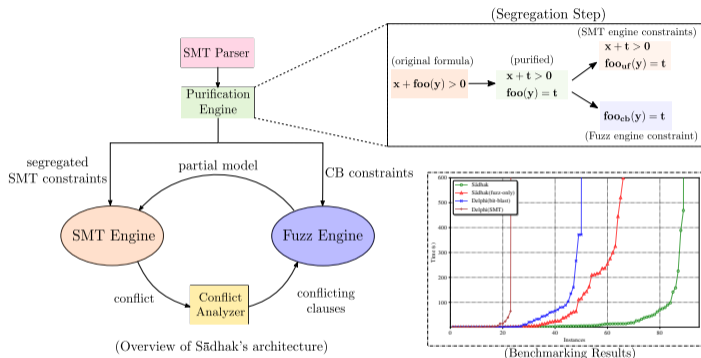 SMT Parser
Purification
Engine
segregated
SMT constraints
partial model
CB constraints
SMT Engine
Fuzz Engine
conflict
Conflict
Analyzer
conflicting
clauses
(Overview of Sādhak's architecture)
(Segregation Step)
(original formula)
x + foo(y) > 0
(purified)
x + t > 0
foo(y) = t
(SMT engine constraints)
x + t > 0
foo_uf(y) = t
foo_cb(y) = t
(Fuzz engine constraint)
Sādhak
Sādhak(fuzz-only)
Delphi(bit-blast)
Delphi(SMT)
Time(s)
600
500
400
300
200
100
0
20
40
60
80
Instances
(Benchmarking Results)